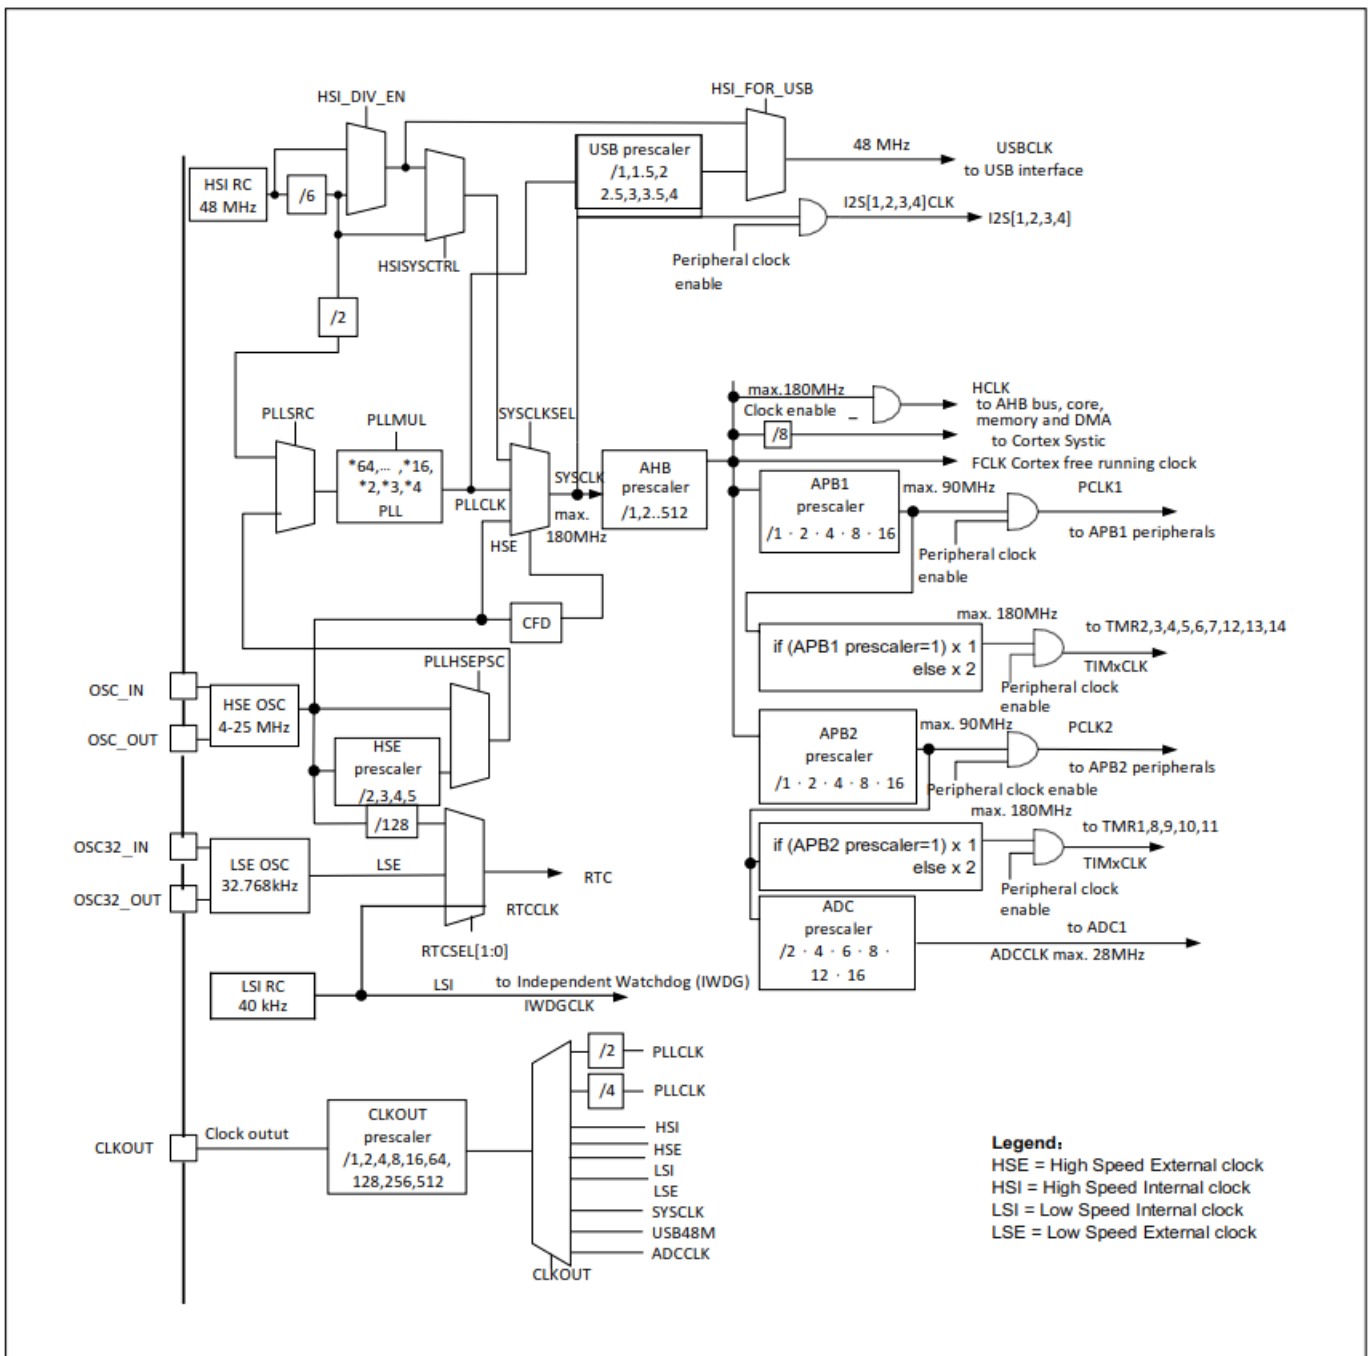 HSI_DIV_EN
HSI_FOR_USB
HSI RC
48 MHz
/6
USB prescaler
/1,1.5,2
2.5,3,3.5,4
48 MHz
USBCLK
to USB interface
I2S[1,2,3,4]CLK
I2S[1,2,3,4]
Peripheral clock
enable
HSISYSCTRL
/2
PLLSRC
PLLMUL
SYSCLKSEL
*64,... ,*16,
*2,*3,*4
PLL
PLLCLK
HSE
SYSCLK
max.
180MHz
AHB
prescaler
/1,2..512
max.180MHz
Clock enable _
HCLK
to AHB bus, core,
memory and DMA
/8
to Cortex Systic
FCLK Cortex free running clock
APB1
prescaler
/1 · 2 · 4 · 8 · 16
max. 90MHz
PCLK1
to APB1 peripherals
Peripheral clock
enable
CFD
max. 180MHz
if (APB1 prescaler=1) x 1
else x 2
to TMR2,3,4,5,6,7,12,13,14
TIMxCLK
Peripheral clock
enable
PLLHSEPSC
OSC_IN
OSC_OUT
HSE OSC
4-25 MHz
HSE
prescaler
/2,3,4,5
/128
APB2
prescaler
/1 · 2 · 4 · 8 · 16
max. 90MHz
PCLK2
to APB2 peripherals
Peripheral clock enable
max. 180MHz
if (APB2 prescaler=1) x 1
else x 2
to TMR1,8,9,10,11
TIMxCLK
Peripheral clock
enable
OSC32_IN
OSC32_OUT
LSE OSC
32.768kHz
LSE
RTC
RTCCLK
RTCSEL[1:0]
ADC
prescaler
/2 · 4 · 6 · 8 ·
12 · 16
to ADC1
ADCCLK max. 28MHz
LSI RC
40 kHz
LSI
to Independent Watchdog (IWDG)
IWDGCLK
/2
PLLCLK
/4
PLLCLK
HSI
HSE
LSI
LSE
SYSCLK
USB48M
ADCCLK
CLKOUT
CLKOUT
Clock outut
CLKOUT
prescaler
/1,2,4,8,16,64,
128,256,512
Legend：
HSE = High Speed External clock
HSI = High Speed Internal clock
LSI = Low Speed Internal clock
LSE = Low Speed External clock